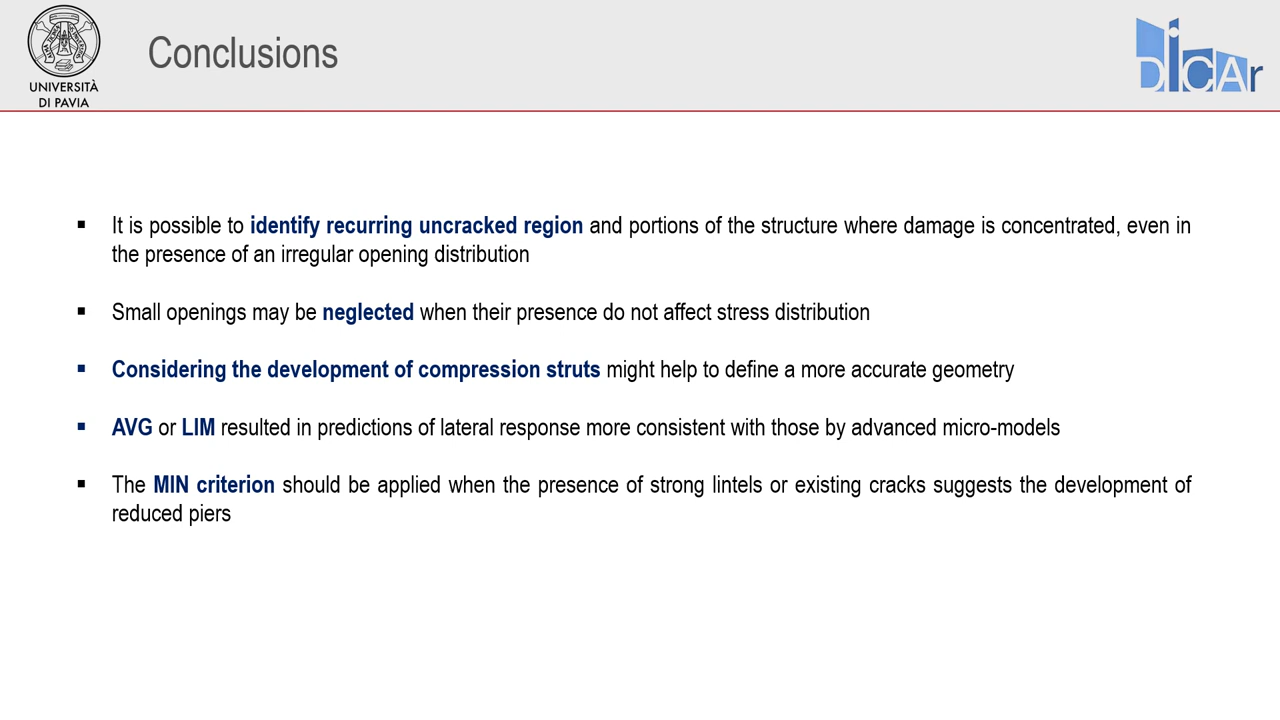 Conclusions
UNIVERSITÀ
DI PAVIA
DiCAr
▪ It is possible to identify recurring uncracked region and portions of the structure where damage is concentrated, even in
the presence of an irregular opening distribution
▪ Small openings may be neglected when their presence do not affect stress distribution
▪ Considering the development of compression struts might help to define a more accurate geometry
▪ AVG or LIM resulted in predictions of lateral response more consistent with those by advanced micro-models
▪ The MIN criterion should be applied when the presence of strong lintels or existing cracks suggests the development of
reduced piers